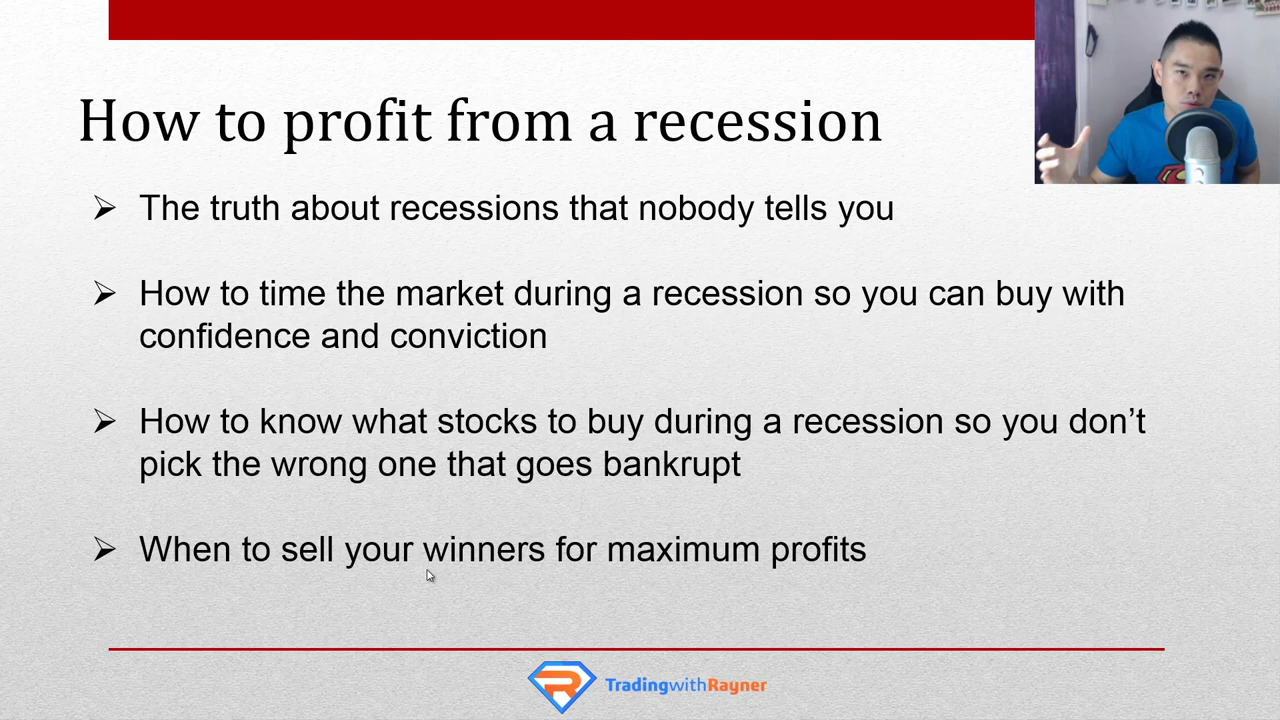 How to profit from a recession
The truth about recessions that nobody tells you
How to time the market during a recession so you can buy with
confidence and conviction
How to know what stocks to buy during a recession so you don’t
pick the wrong one that goes bankrupt
When to sell your winners for maximum profits
TradingwithRayner